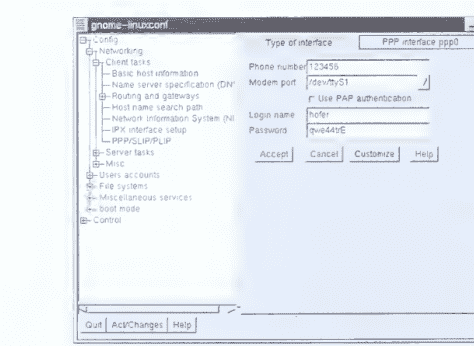 gnome-linuxconf
Config
Networking
Client tasks
Basic host information
Name server specification (DN
Routing and gateways
Host name search path
Network Information System (NI
IPX interface setup
PPP/SLIP/PLIP
Server tasks
Misc
Users accounts
File systems
Miscellaneous services
boot mode
Control
Type of interface PPP interface ppp0
Phone number 123456
Modem port /dev/ttyS1
Use PAP authentication
Login name hofer
Password qwe44trE
Accept Cancel Customize Help
Quit Act/Changes Help